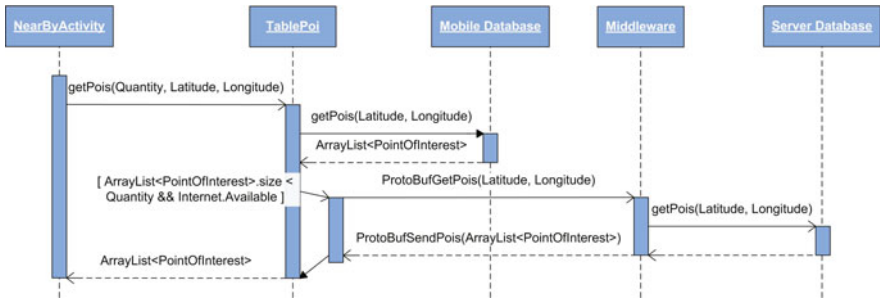 NearByActivity
TablePoi
Mobile Database
Middleware
Server Database
getPois(Quantity, Latitude, Longitude)
getPois(Latitude, Longitude)
ArrayList<PointOfInterest>
[ ArrayList<PointOfInterest>.size <
Quantity && Internet.Available ]
ProtoBufGetPois(Latitude, Longitude)
getPois(Latitude, Longitude)
ProtoBufSendPois(ArrayList<PointOfInterest>)
ArrayList<PointOfInterest>